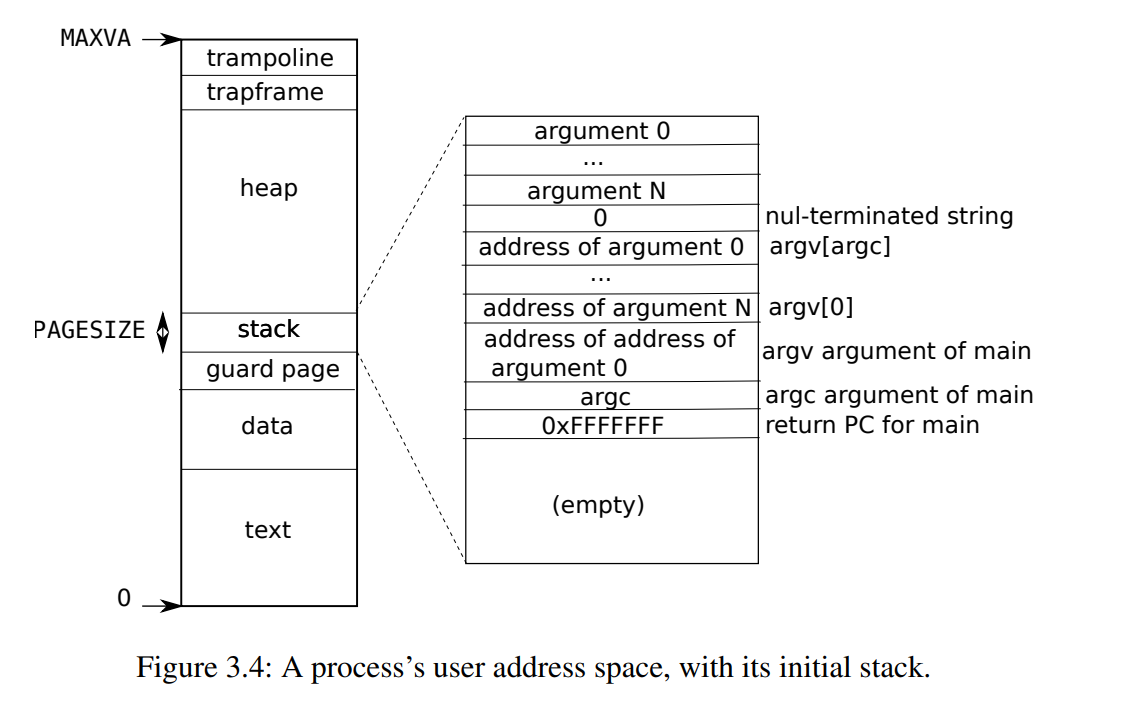 MAXVA
trampoline
trapframe
heap
PAGESIZE
stack
guard page
data
text
0
argument 0
...
argument N
0 nul-terminated string
address of argument 0 argv[argc]
...
address of argument N argv[0]
address of address of
argument 0
argv argument of main
argc argc argument of main
0xFFFFFFF return PC for main
(empty)
Figure 3.4: A process’s user address space, with its initial stack.